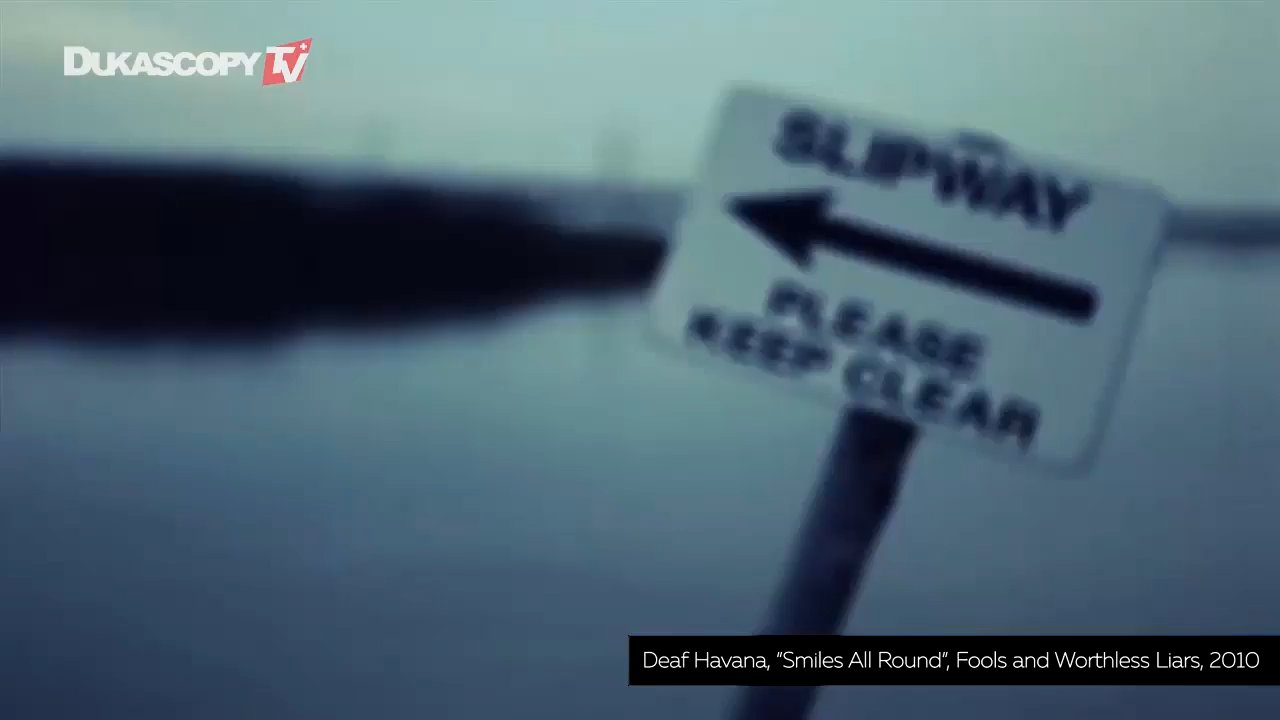 DUKASCOPY TV
SLIPWAY
PLEASE
KEEP CLEAR
Deaf Havana, "Smiles All Round", Fools and Worthless Liars, 2010